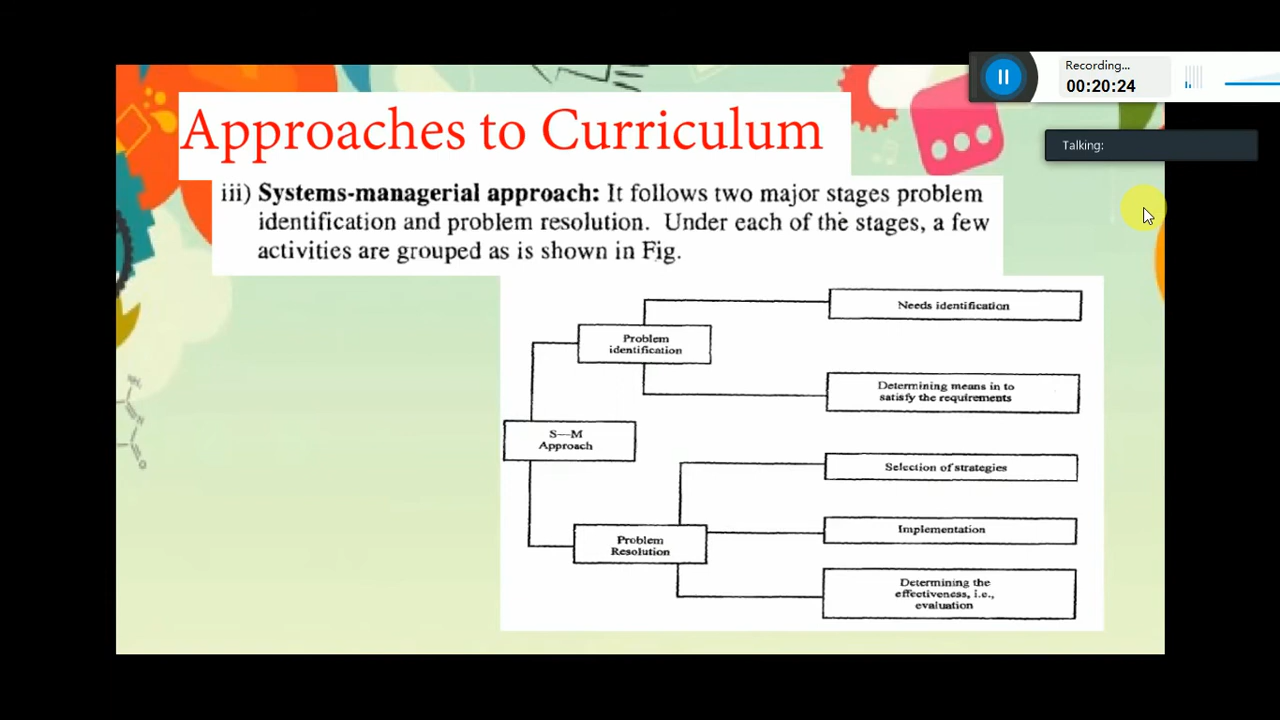 Recording...
00:20:24
Talking:
Approaches to Curriculum
iii) Systems-managerial approach: It follows two major stages problem
identification and problem resolution. Under each of the stages, a few
activities are grouped as is shown in Fig.
Needs identification
Problem
identification
Determining means in to
satisfy the requirements
S—M
Approach
Selection of strategies
Implementation
Problem
Resolution
Determining the
effectiveness, i.e.,
evaluation